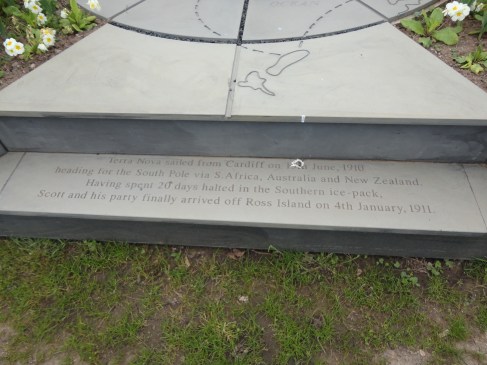 Terra Nova sailed from Cardiff on June, 1910
heading for the South Pole via S.Africa, Australia and New Zealand.
Having spent 20 days halted in the Southern ice-pack,
Scott and his party finally arrived off Ross Island on 4th January, 1911.